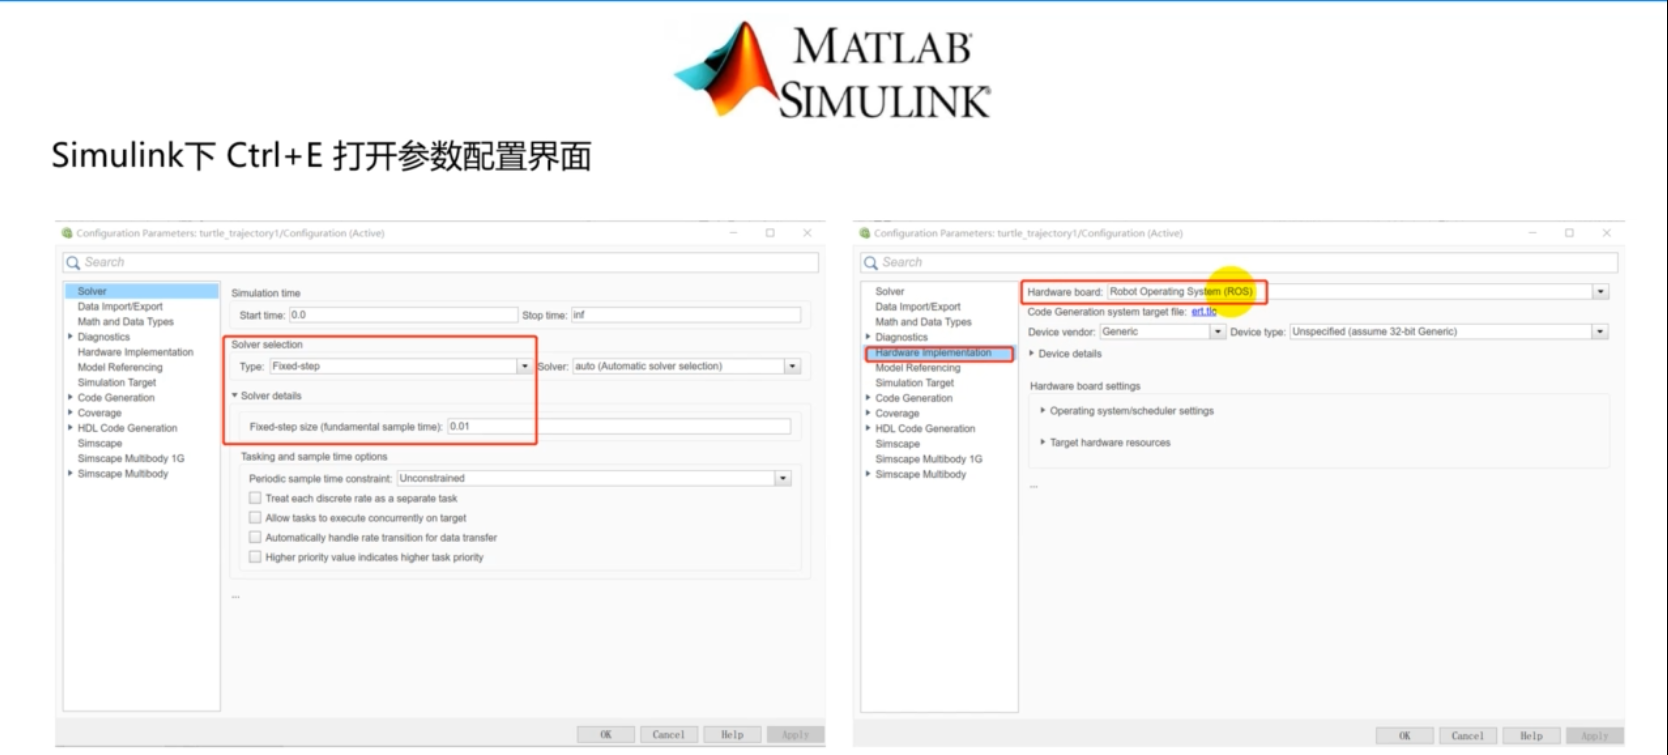 MATLAB
SIMULINK
Simulink下 Ctrl+E 打开参数配置界面
Configuration Parameters: turtle_trajectory1/Configuration (Active)
Search
Solver
Data Import/Export
Math and Data Types
Diagnostics
Hardware Implementation
Model Referencing
Simulation Target
Code Generation
Coverage
HDL Code Generation
Simscape
Simscape Multibody 1G
Simscape Multibody
Simulation time
Start time: 0.0 Stop time: inf
Solver selection
Type: Fixed-step Solver: auto (Automatic solver selection)
Solver details
Fixed-step size (fundamental sample time): 0.01
Tasking and sample time options
Periodic sample time constraint: Unconstrained
Treat each discrete rate as a separate task
Allow tasks to execute concurrently on target
Automatically handle rate transition for data transfer
Higher priority value indicates higher task priority
...
OK Cancel Help Apply
Configuration Parameters: turtle_trajectory1/Configuration (Active)
Search
Solver
Data Import/Export
Math and Data Types
Diagnostics
Hardware Implementation
Model Referencing
Simulation Target
Code Generation
Coverage
HDL Code Generation
Simscape
Simscape Multibody 1G
Simscape Multibody
Hardware board: Robot Operating System (ROS)
Code Generation system target file: ert.tlc
Device vendor: Generic Device type: Unspecified (assume 32-bit Generic)
Device details
Hardware board settings
Operating system/scheduler settings
Target hardware resources
...
OK Cancel Help Apply